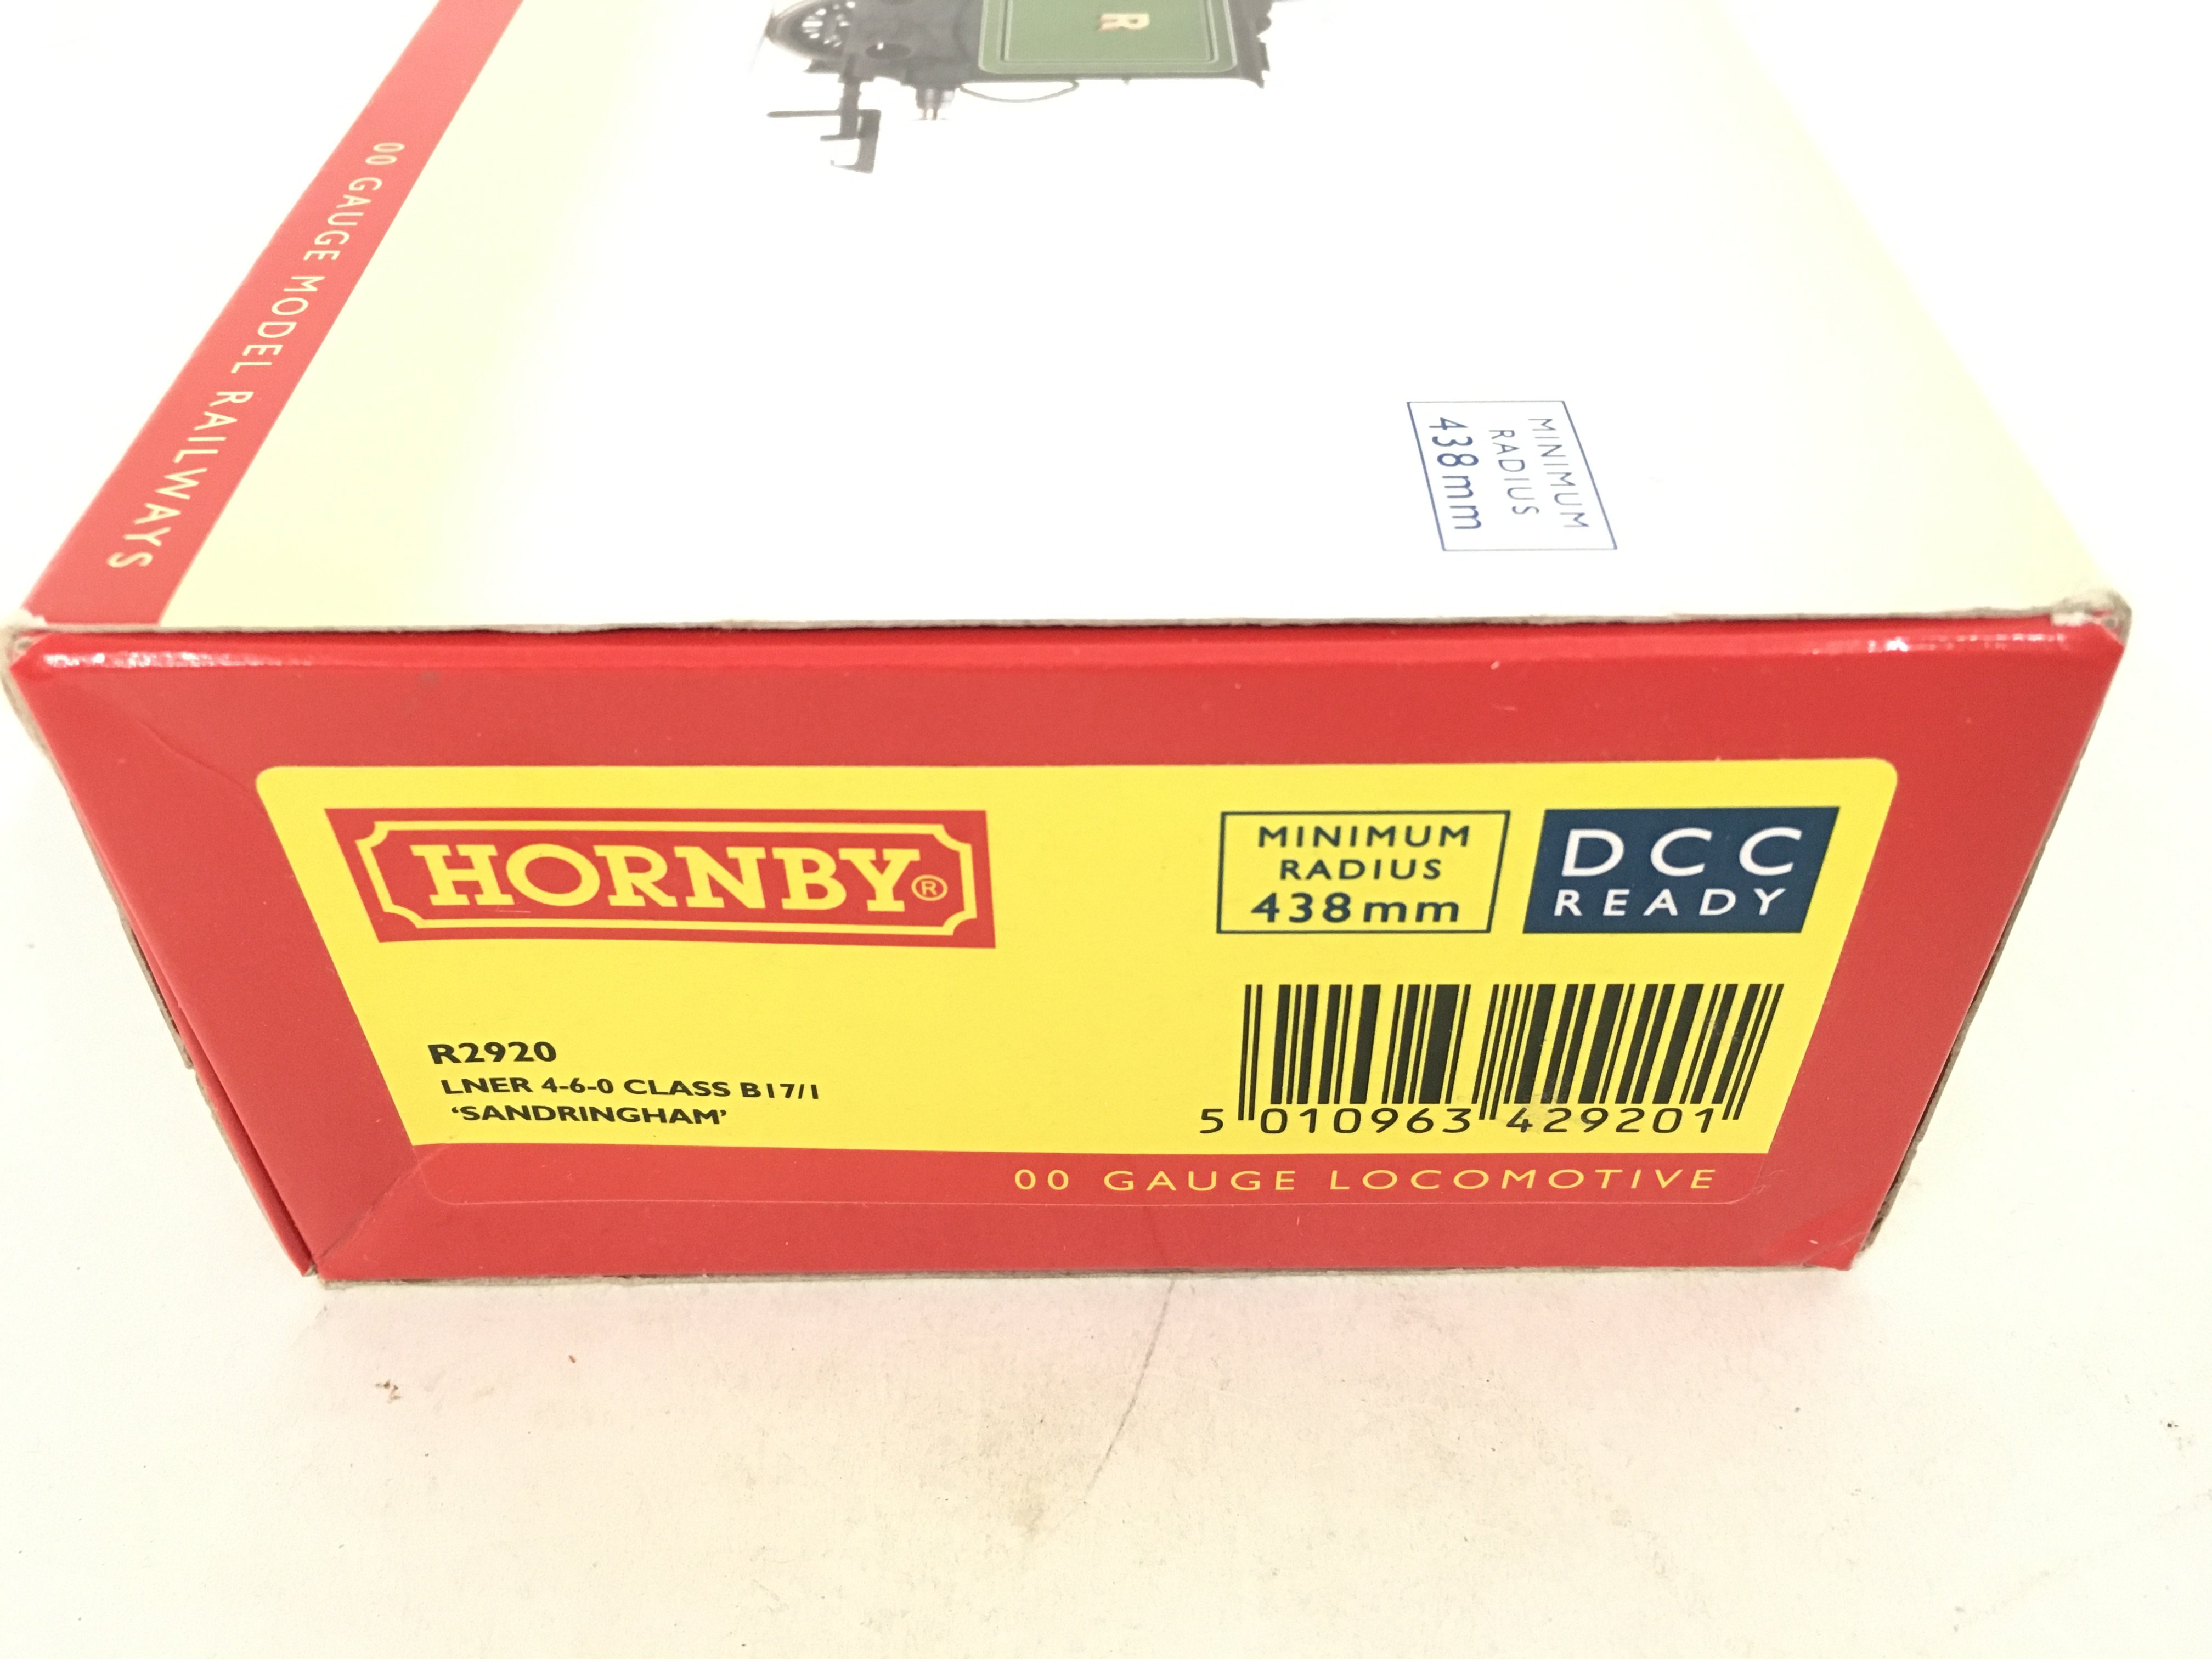 R
00 GAUGE MODEL RAILWAYS
MINIMUM
RADIUS
438mm
HORNBY®
MINIMUM
RADIUS
438mm
DCC
READY
R2920
LNER 4-6-0 CLASS B17/1
‘SANDRINGHAM’
5 010963 429201
00 GAUGE LOCOMOTIVE